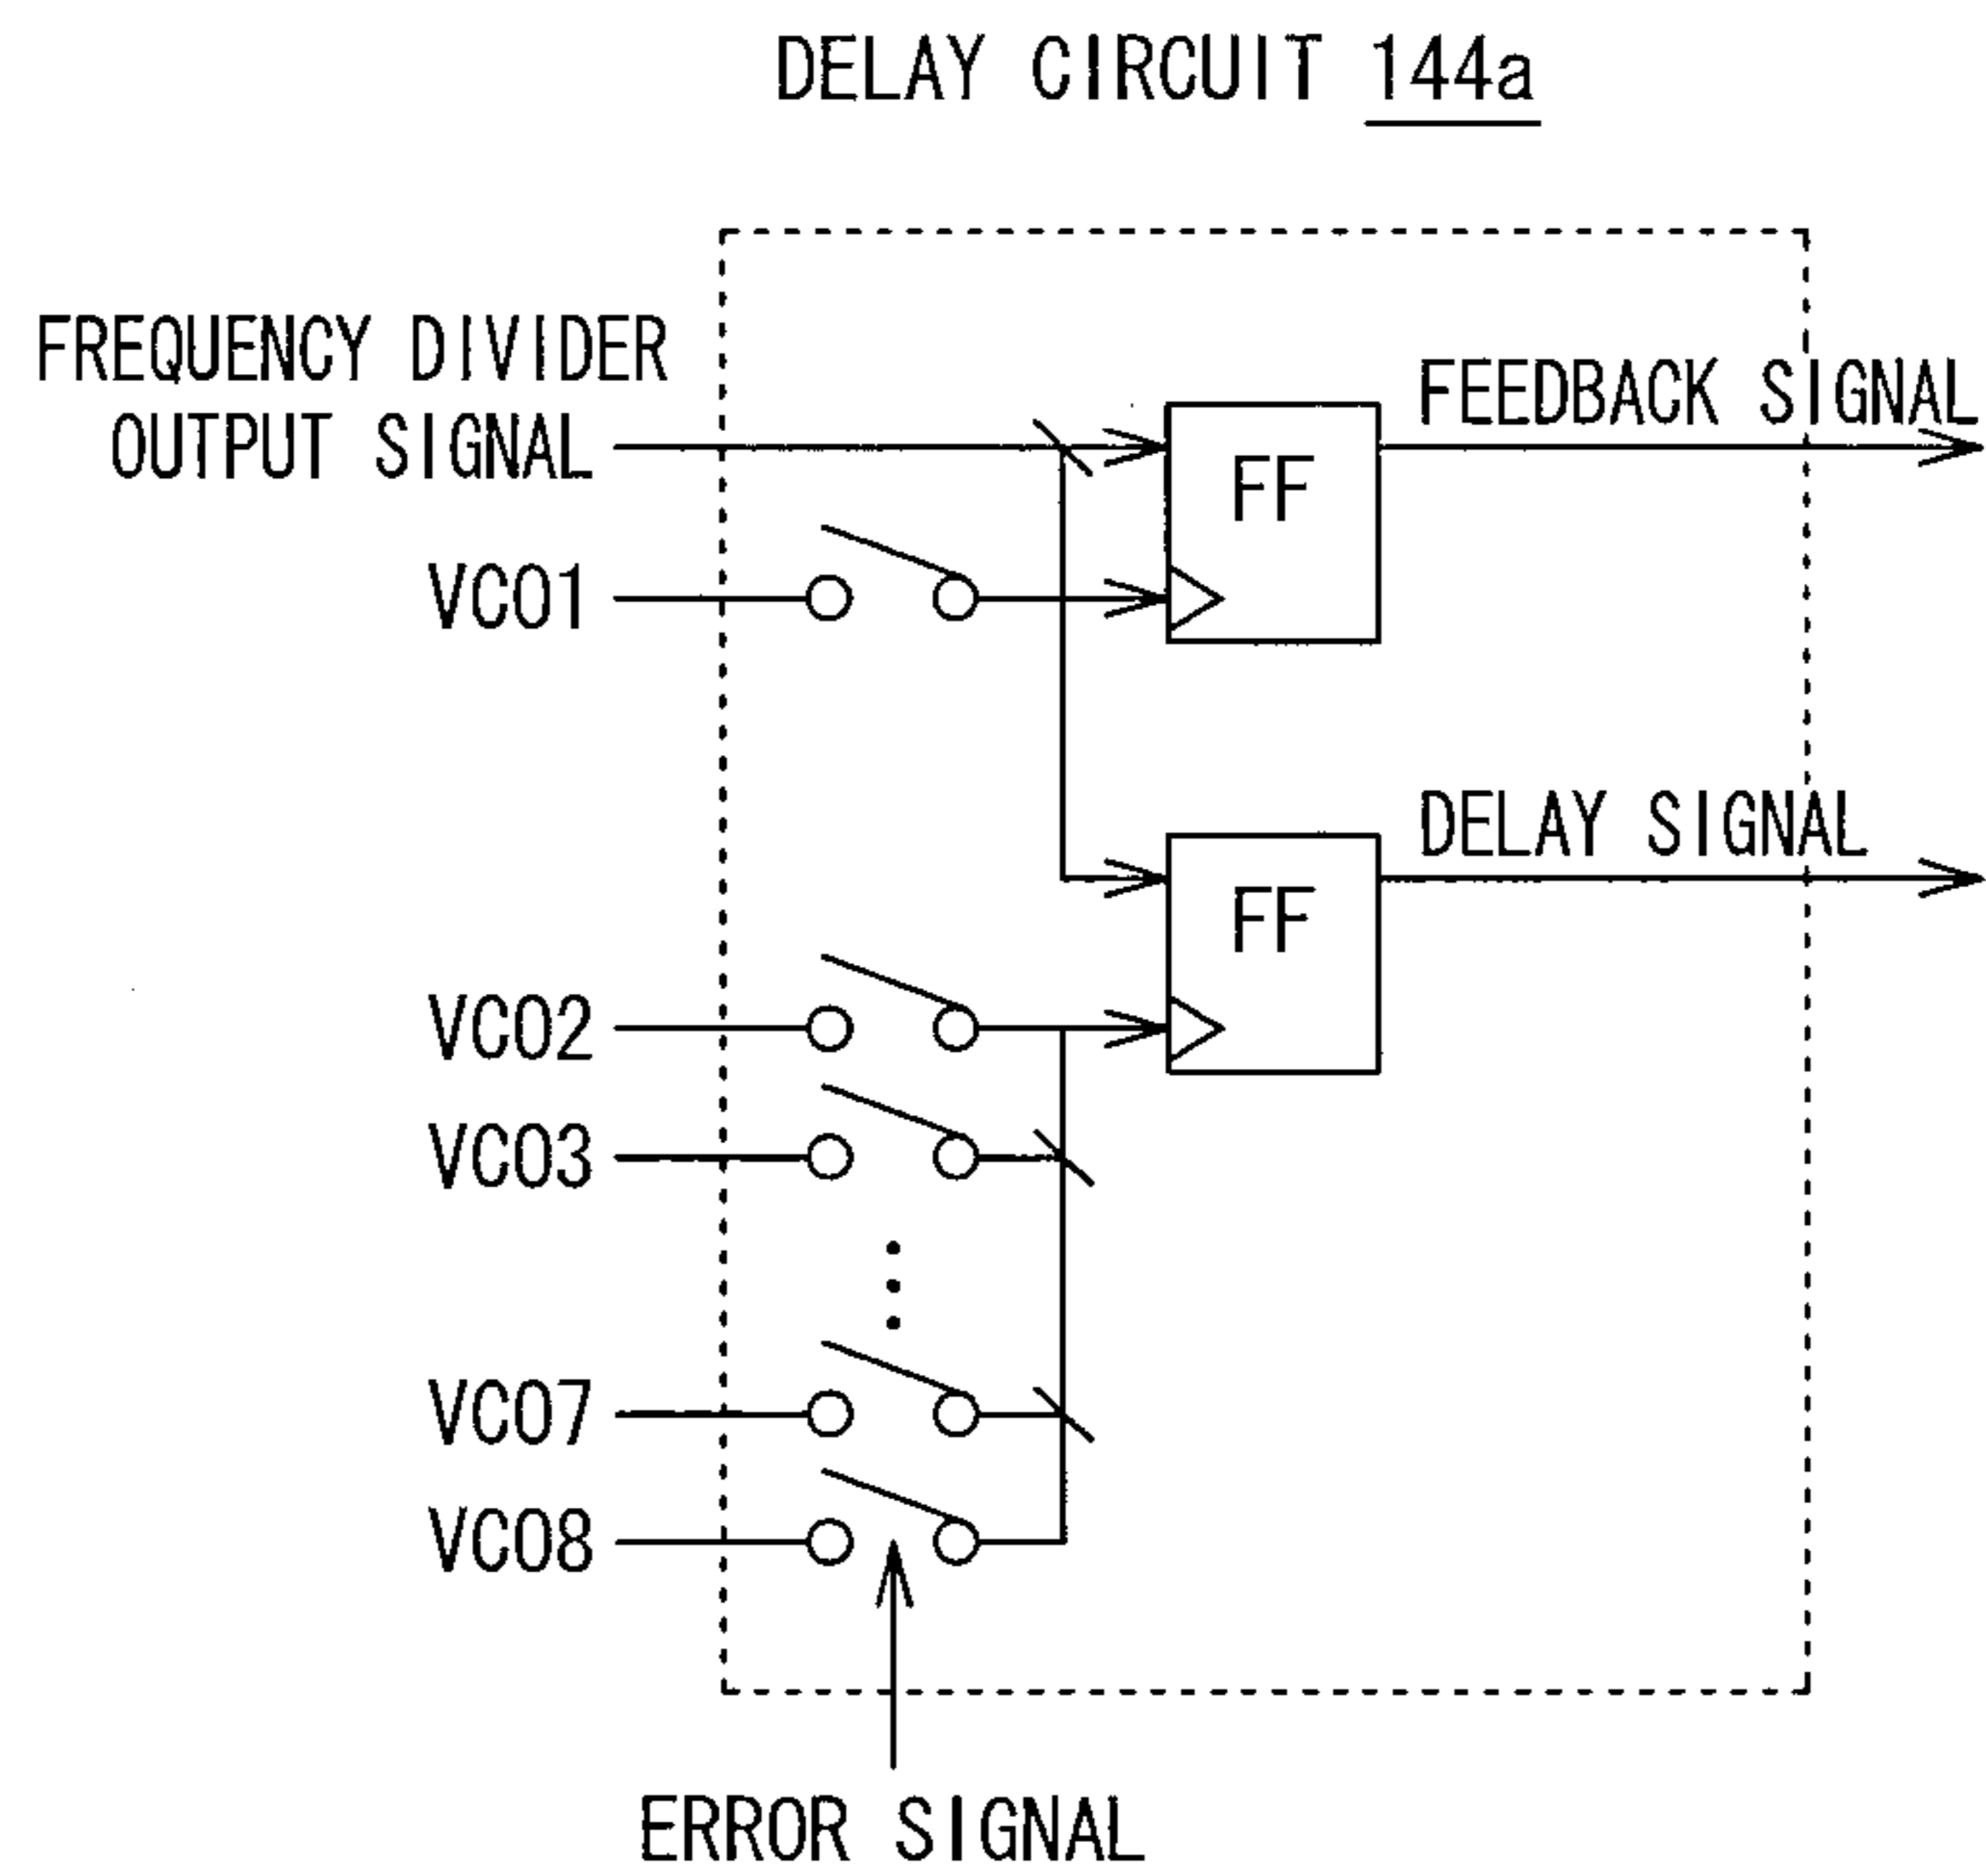 DELAY CIRCUIT 144a
FREQUENCY DIVIDER
OUTPUT SIGNAL
FEEDBACK SIGNAL
FF
VCO1
DELAY SIGNAL
FF
VCO2
VCO3
VCO7
VCO8
ERROR SIGNAL